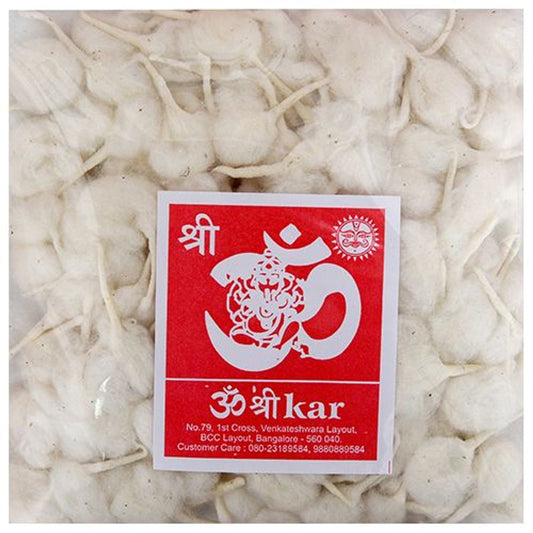 श्री
ॐ
ॐ श्री kar
No.79, 1st Cross, Venkateshwara Layout,
BCC Layout, Bangalore - 560 040.
Customer Care : 080-23189584, 9880889584